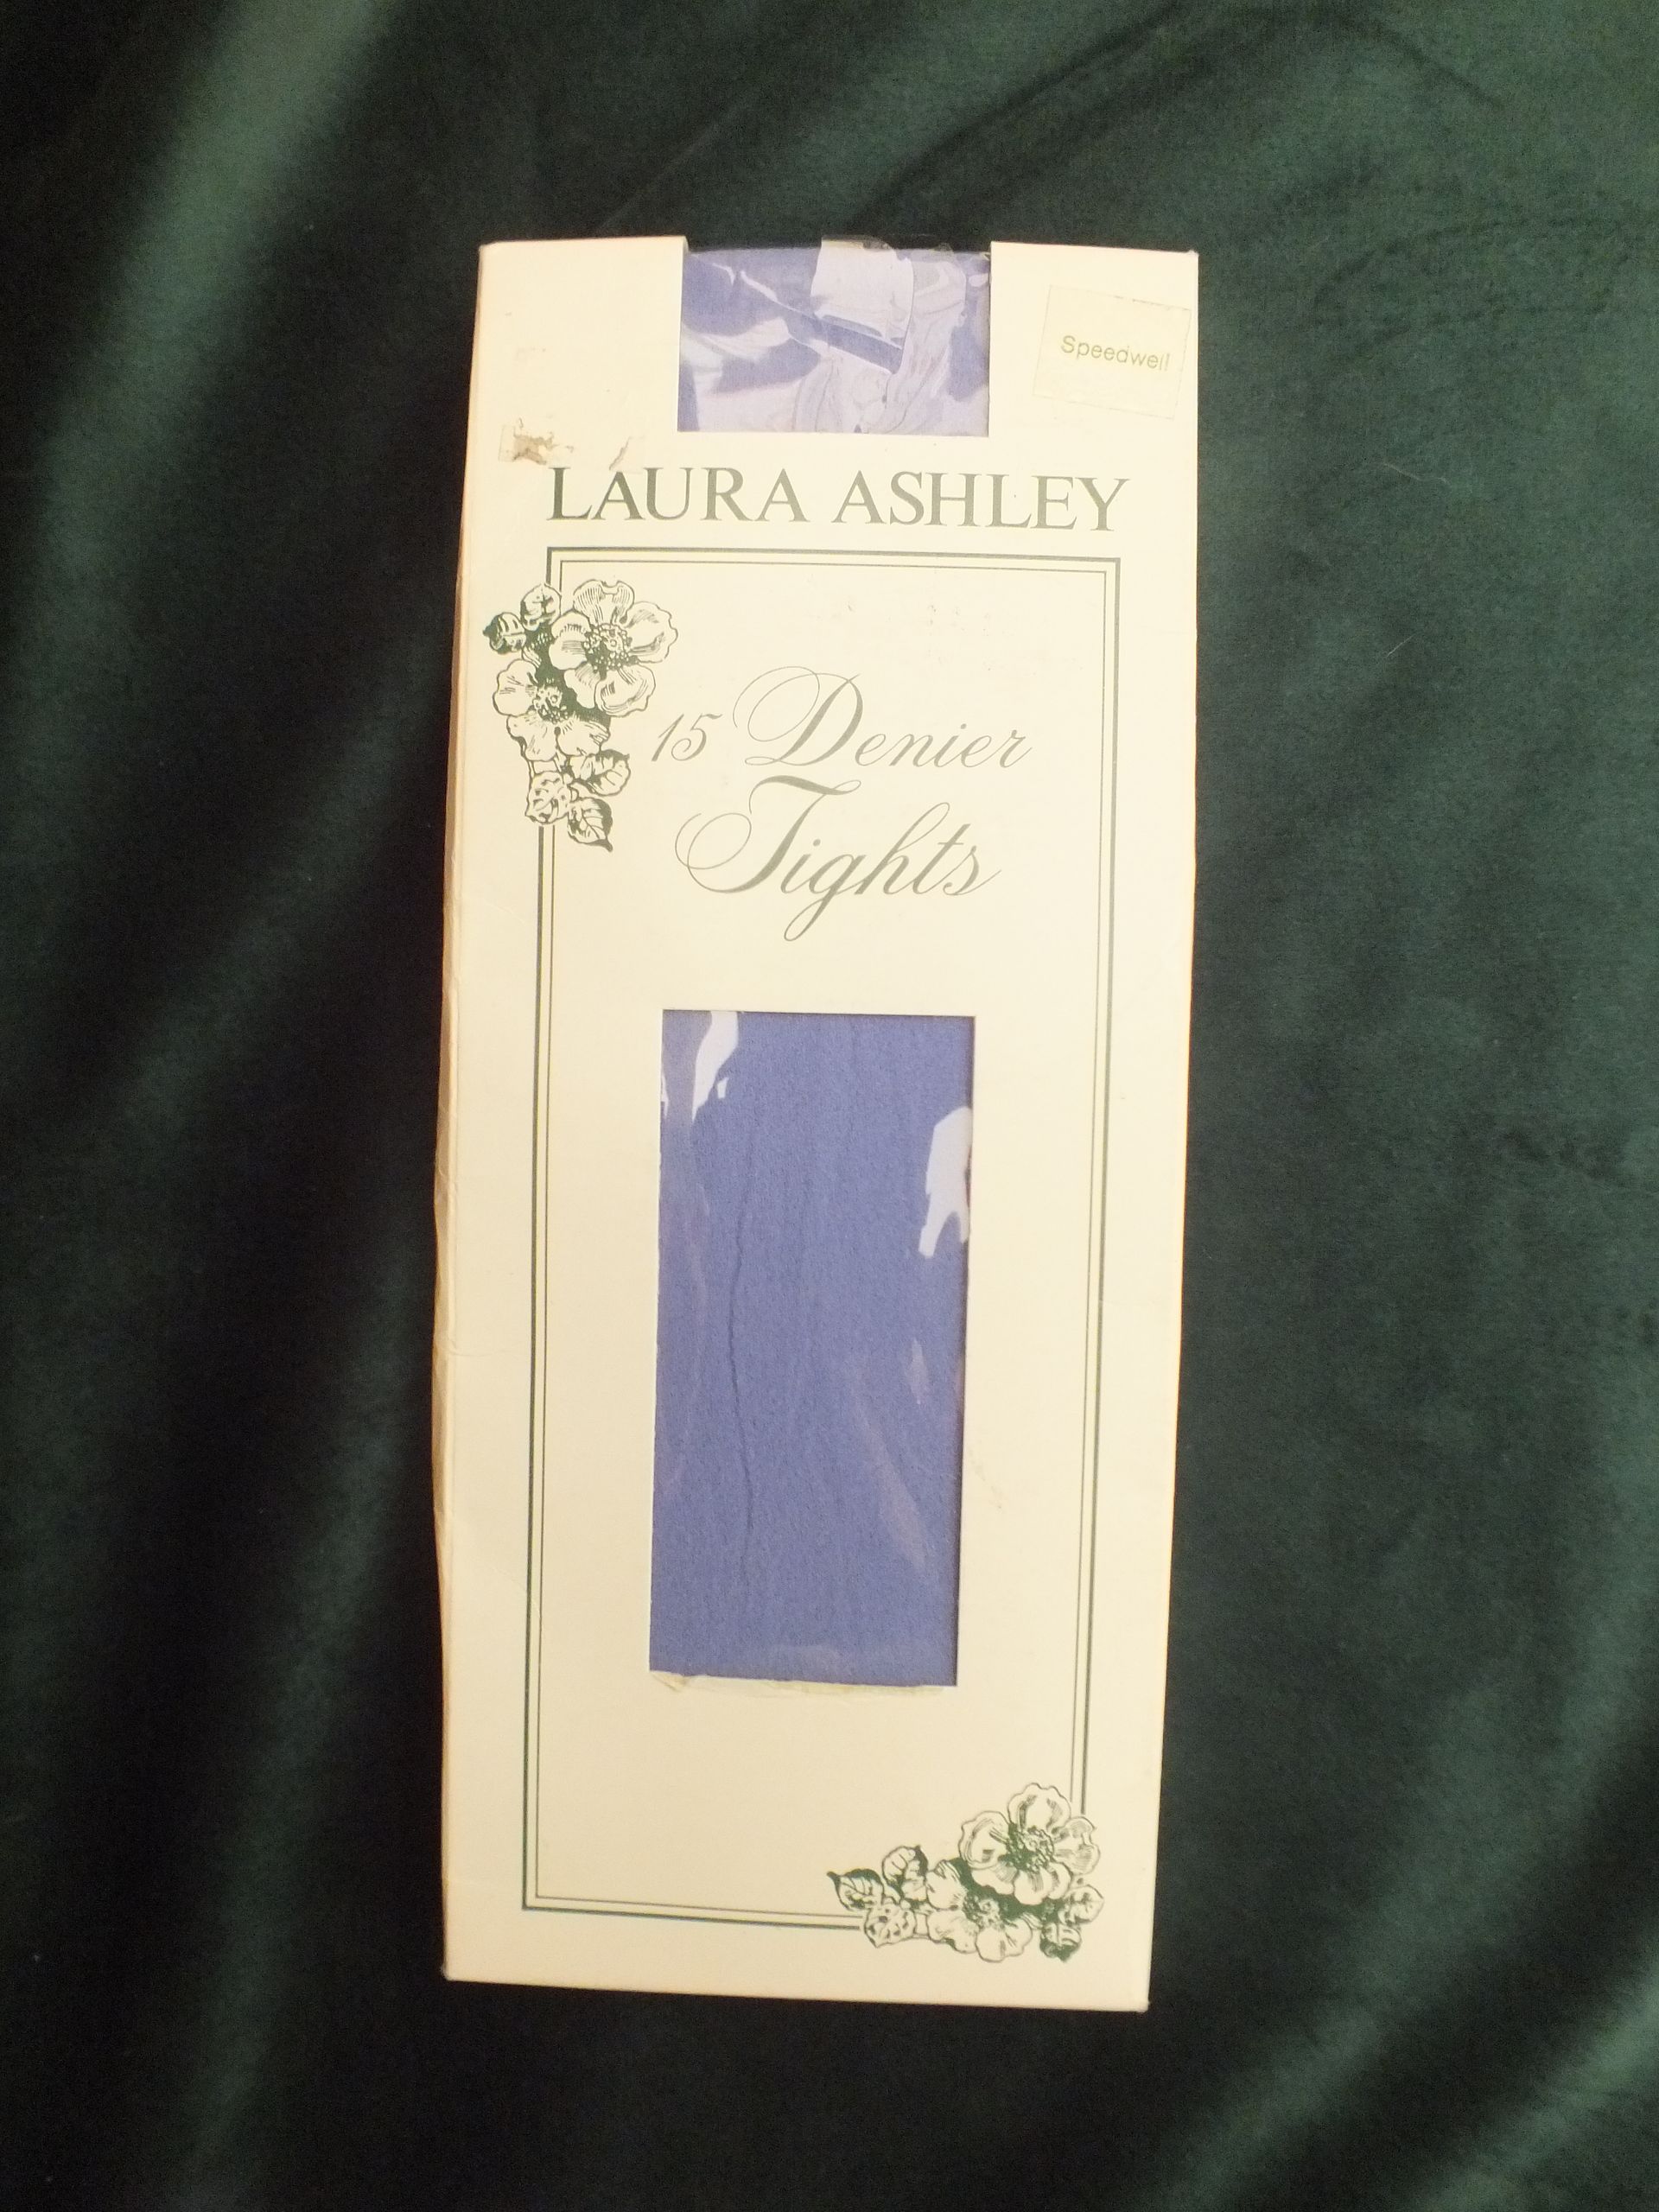 Speedwell
LAURA ASHLEY
15 Denier
Tights